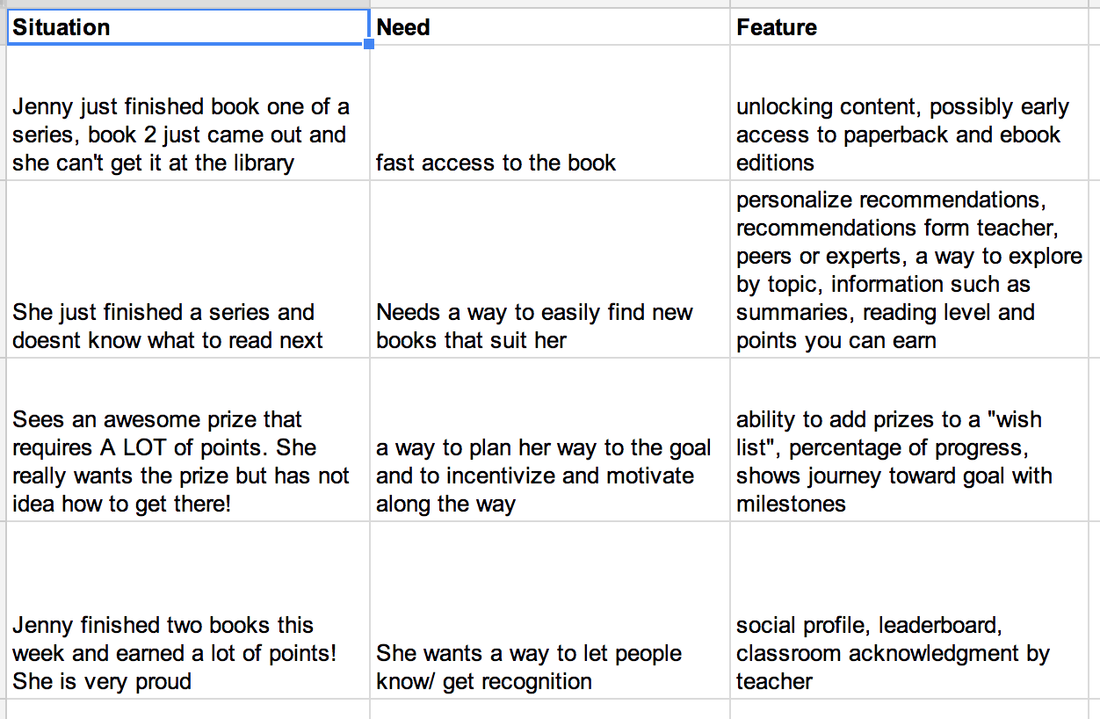 Situation
Need
Feature
Jenny just finished book one of a
series, book 2 just came out and
she can't get it at the library
fast access to the book
unlocking content, possibly early
access to paperback and ebook
editions
She just finished a series and
doesnt know what to read next
Needs a way to easily find new
books that suit her
personalize recommendations,
recommendations form teacher,
peers or experts, a way to explore
by topic, information such as
summaries, reading level and
points you can earn
Sees an awesome prize that
requires A LOT of points. She
really wants the prize but has not
idea how to get there!
a way to plan her way to the goal
and to incentivize and motivate
along the way
ability to add prizes to a "wish
list", percentage of progress,
shows journey toward goal with
milestones
Jenny finished two books this
week and earned a lot of points!
She is very proud
She wants a way to let people
know/ get recognition
social profile, leaderboard,
classroom acknowledgment by
teacher